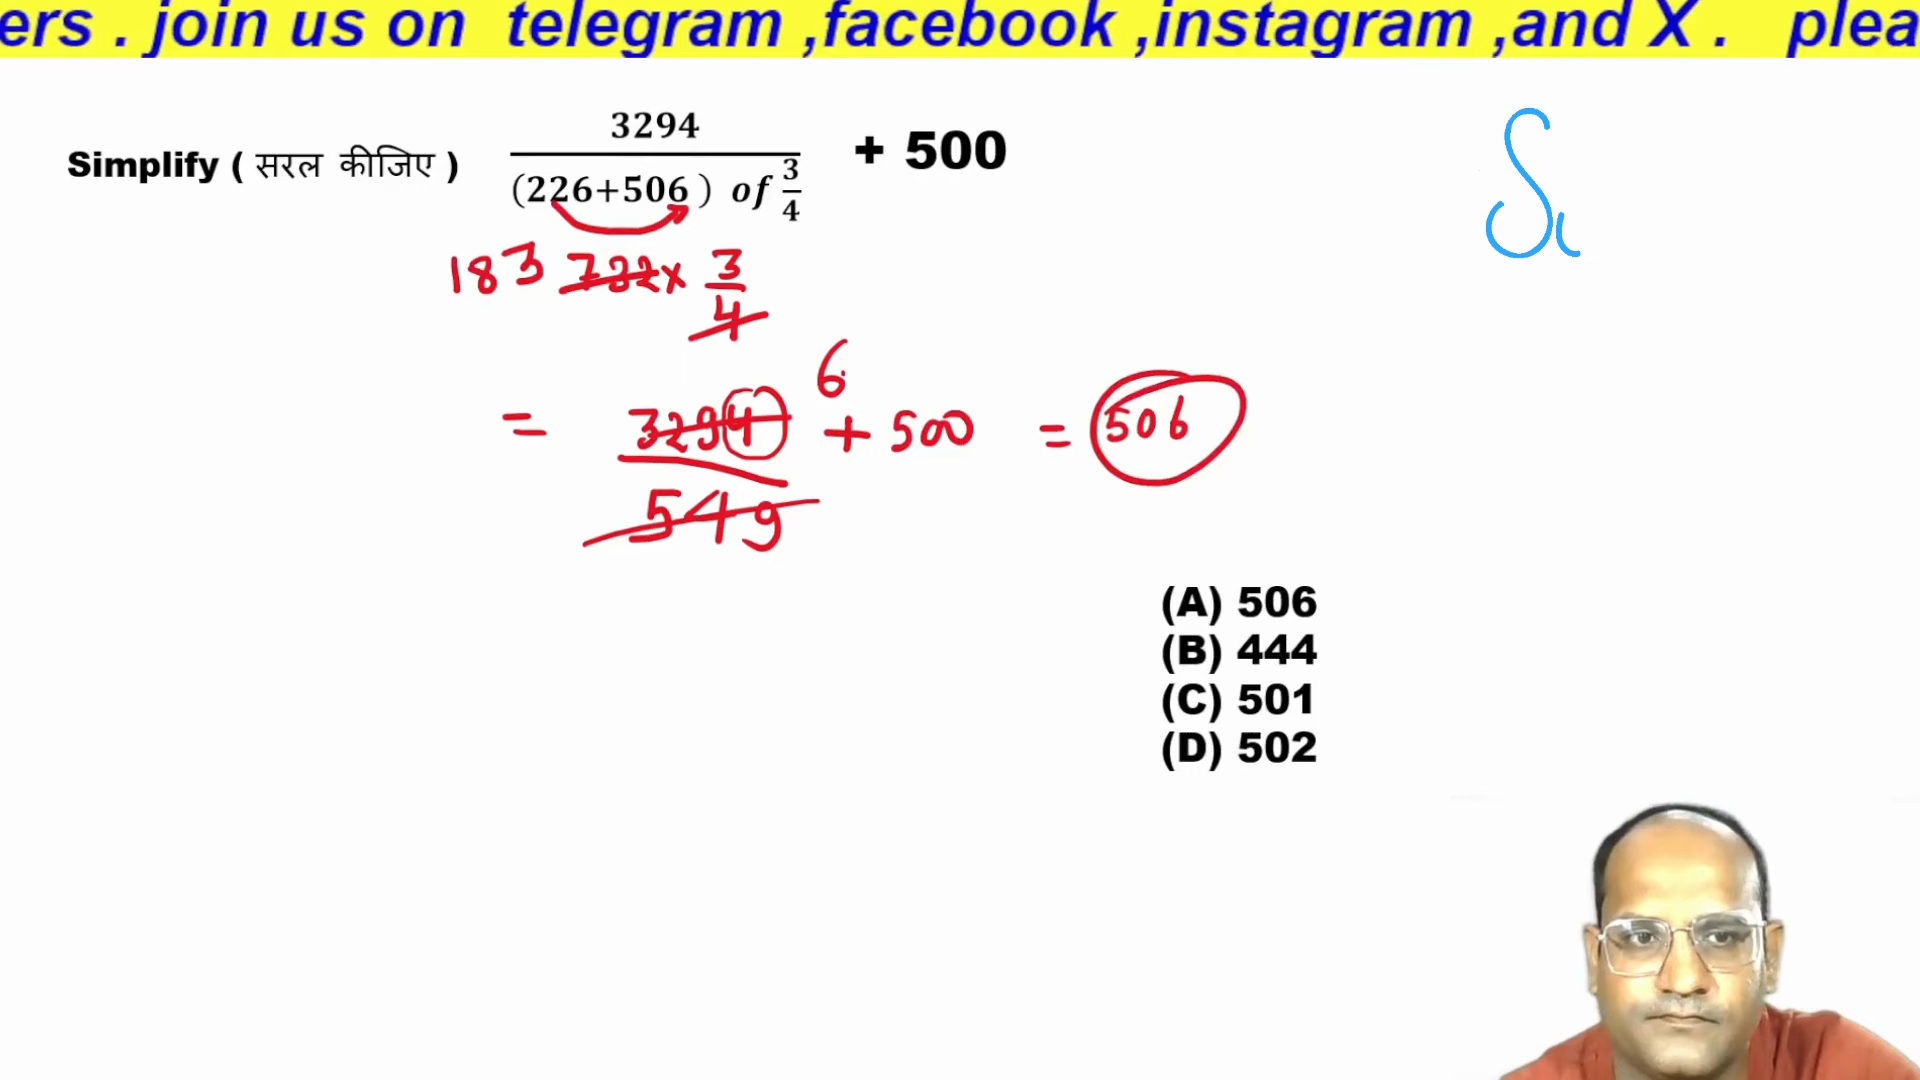 ers . join us on telegram ,facebook ,instagram ,and X . plea
Simplify ( सरल कीजिए ) 3294 / (226+506 ) of 3/4 + 500
183 732 x 3/4
6
= 3294 / 549 + 500 = 506
(A) 506
(B) 444
(C) 501
(D) 502